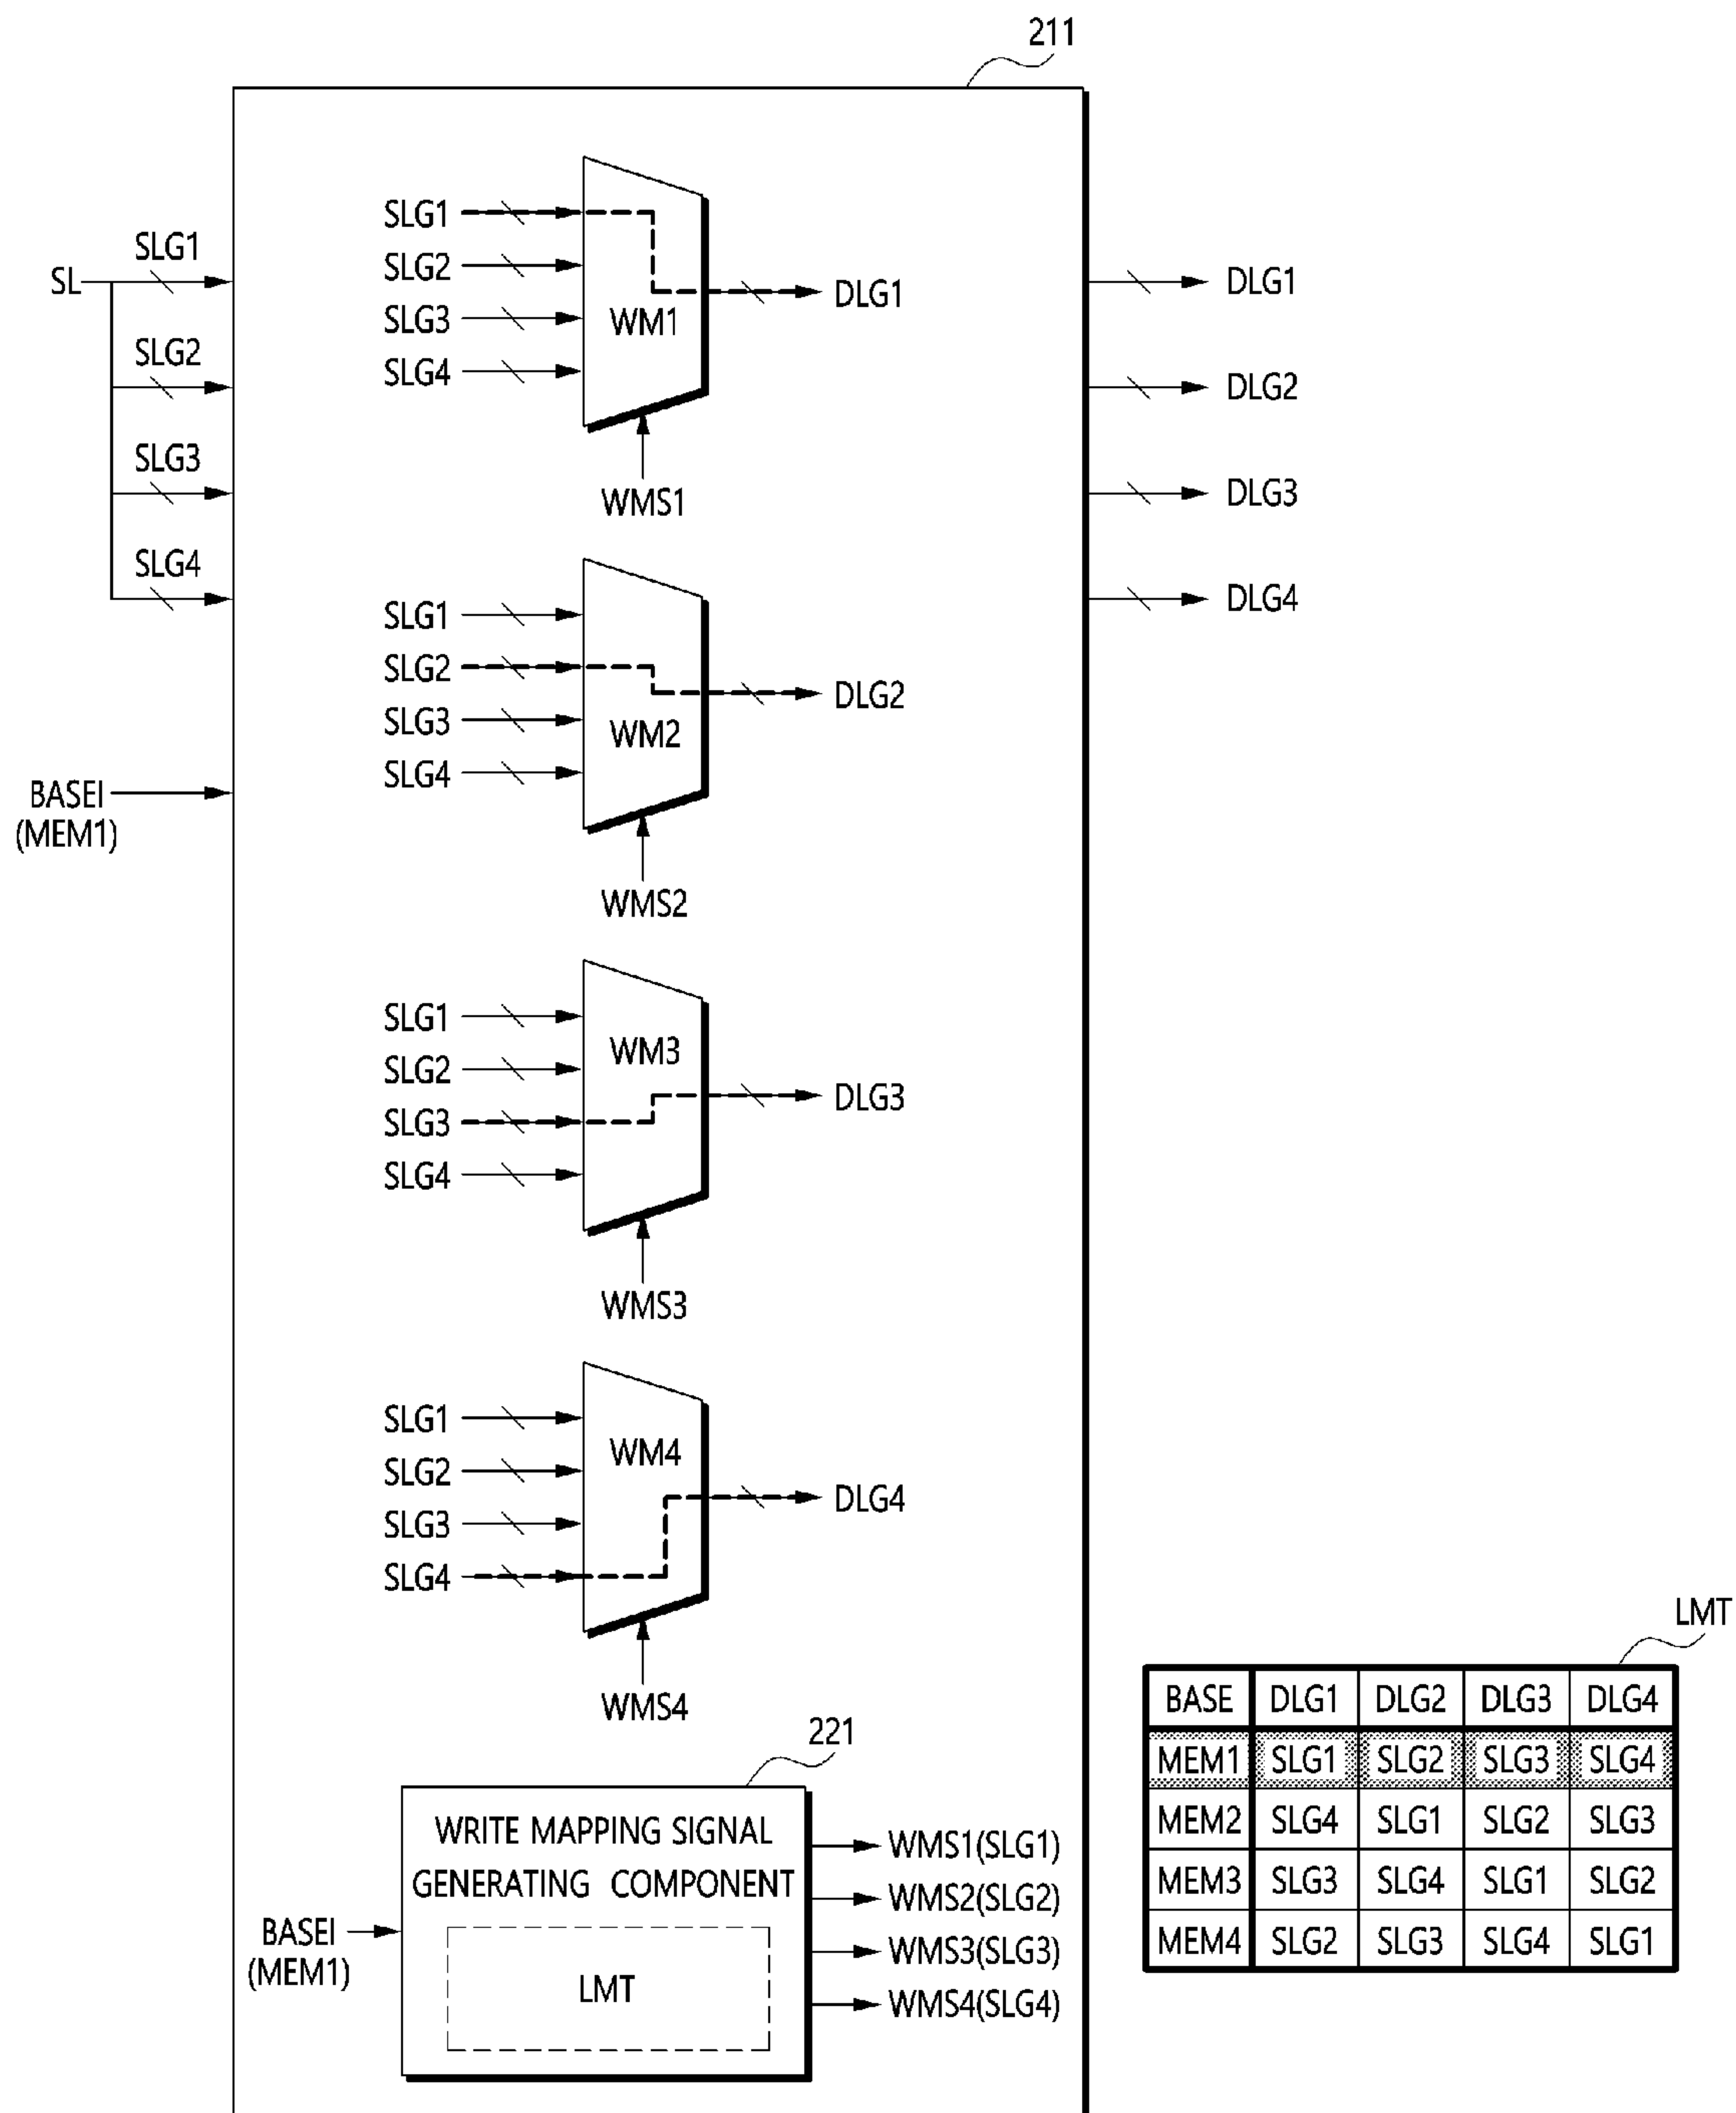 211
SL
SLG1
SLG2
SLG3
SLG4
BASEI
(MEM1)
SLG1
SLG2
SLG3
SLG4
WM1
DLG1
WMS1
SLG1
SLG2
SLG3
SLG4
WM2
DLG2
WMS2
SLG1
SLG2
SLG3
SLG4
WM3
DLG3
WMS3
SLG1
SLG2
SLG3
SLG4
WM4
DLG4
WMS4
DLG1
DLG2
DLG3
DLG4
221
WRITE MAPPING SIGNAL
GENERATING COMPONENT
LMT
BASEI
(MEM1)
WMS1(SLG1)
WMS2(SLG2)
WMS3(SLG3)
WMS4(SLG4)
LMT
BASE DLG1 DLG2 DLG3 DLG4
MEM1 SLG1 SLG2 SLG3 SLG4
MEM2 SLG4 SLG1 SLG2 SLG3
MEM3 SLG3 SLG4 SLG1 SLG2
MEM4 SLG2 SLG3 SLG4 SLG1